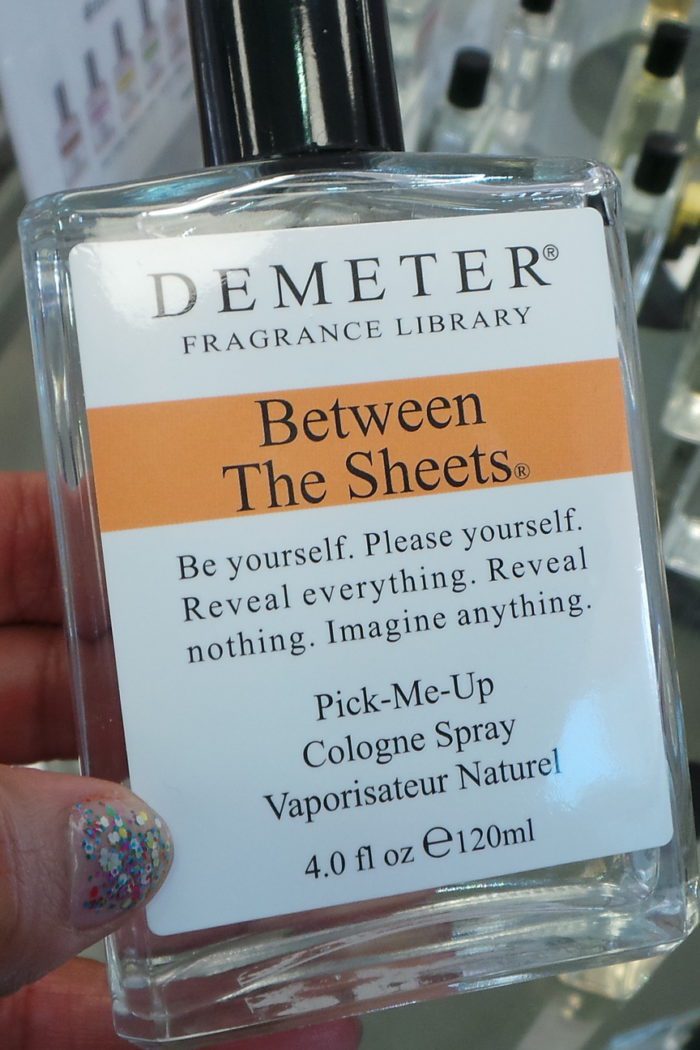 DEMETER®
FRAGRANCE LIBRARY
Between
The Sheets®
Be yourself. Please yourself.
Reveal everything. Reveal
nothing. Imagine anything.
Pick-Me-Up
Cologne Spray
Vaporisateur Naturel
4.0 fl oz ℮120ml